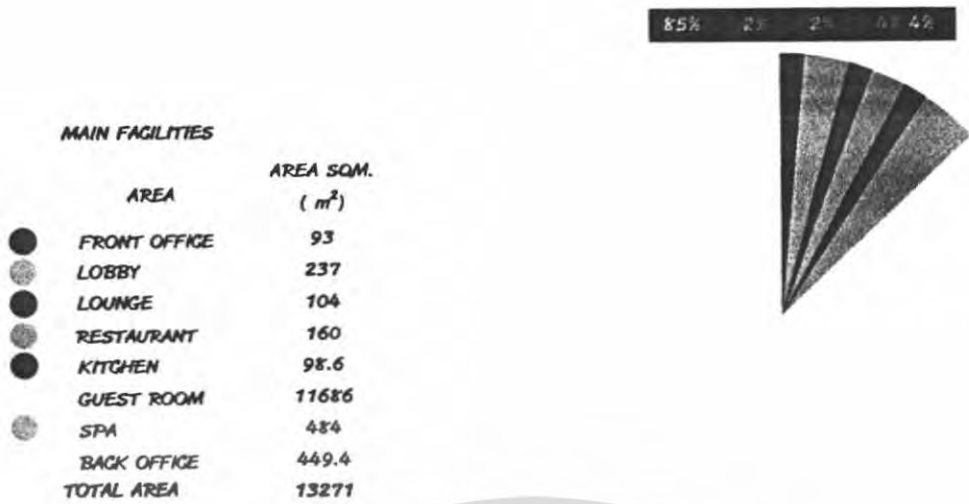 85% 2% 2% 4% 4%
MAIN FACILITIES
AREA AREA SQM. (m²)
FRONT OFFICE 93
LOBBY 237
LOUNGE 104
RESTAURANT 160
KITCHEN 98.6
GUEST ROOM 11686
SPA 484
BACK OFFICE 449.4
TOTAL AREA 13271